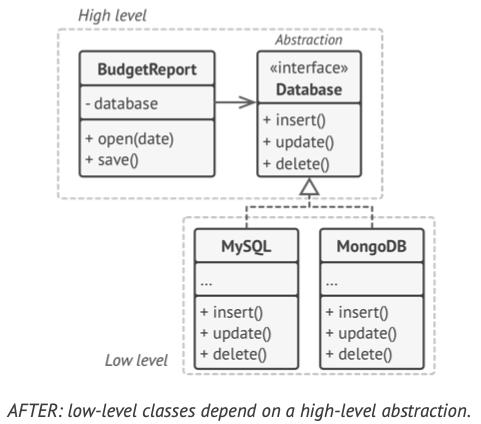 High level
Abstraction
BudgetReport
- database
+ open(date)
+ save()
«interface»
Database
+ insert()
+ update()
+ delete()
MySQL
...
+ insert()
+ update()
+ delete()
MongoDB
...
+ insert()
+ update()
+ delete()
Low level
AFTER: low-level classes depend on a high-level abstraction.